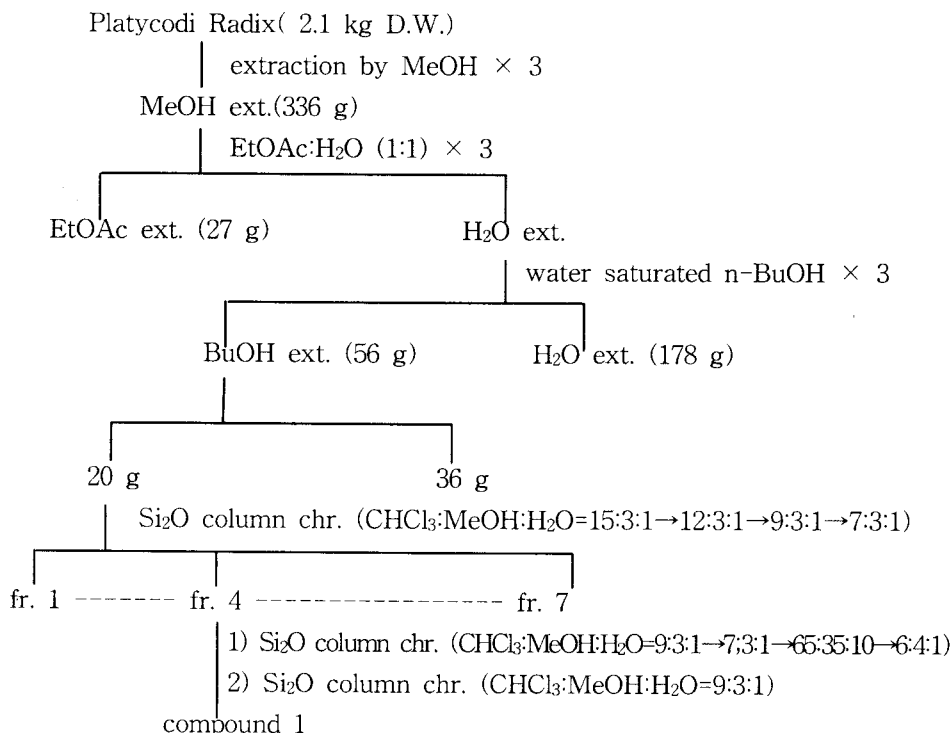 Platycodi Radix( 2.1 kg D.W.)
extraction by MeOH × 3
MeOH ext.(336 g)
EtOAc:H₂O (1:1) × 3
EtOAc ext. (27 g) H₂O ext.
water saturated n-BuOH × 3
BuOH ext. (56 g) H₂O ext. (178 g)
20 g 36 g
Si₂O column chr. (CHCl₃:MeOH:H₂O=15:3:1→12:3:1→9:3:1→7:3:1)
fr. 1 ------- fr. 4 ----------------- fr. 7
1) Si₂O column chr. (CHCl₃:MeOH:H₂O=9:3:1→7;3:1→65:35:10→6:4:1)
2) Si₂O column chr. (CHCl₃:MeOH:H₂O=9:3:1)
compound 1